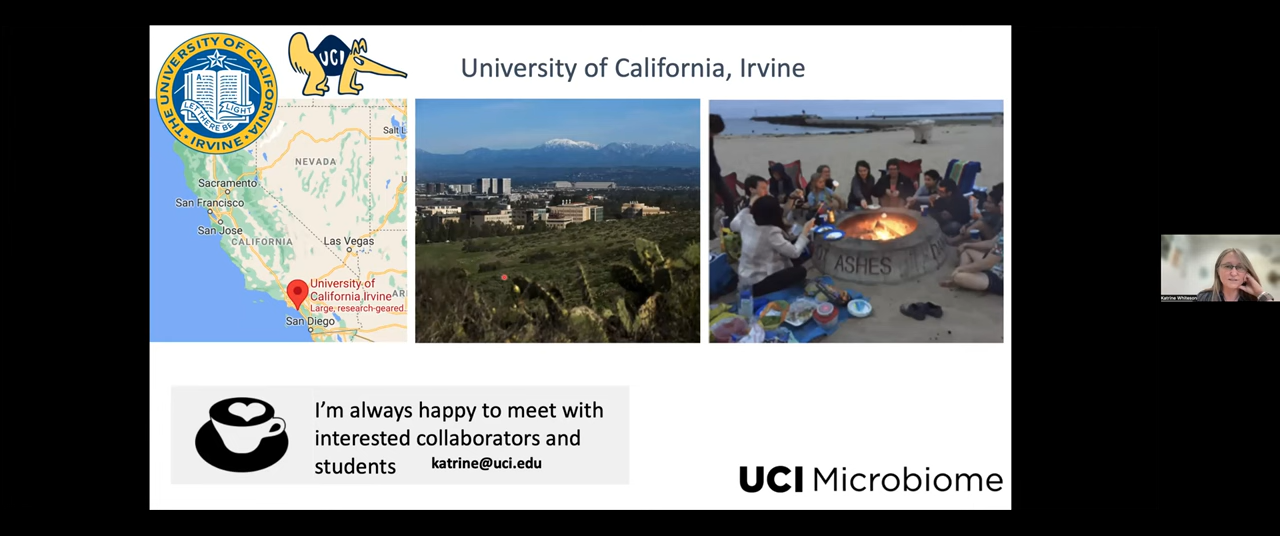 THE UNIVERSITY OF CALIFORNIA
IRVINE
LET THERE BE LIGHT
UCI
University of California, Irvine
Salt L
NEVADA
Sacramento
San Francisco
San Jose
CALIFORNIA
Las Vegas
University of
California Irvine
Large, research-geared
San Diego
ASHES
I’m always happy to meet with
interested collaborators and
students katrine@uci.edu
UCI Microbiome
Katrine Whiteson